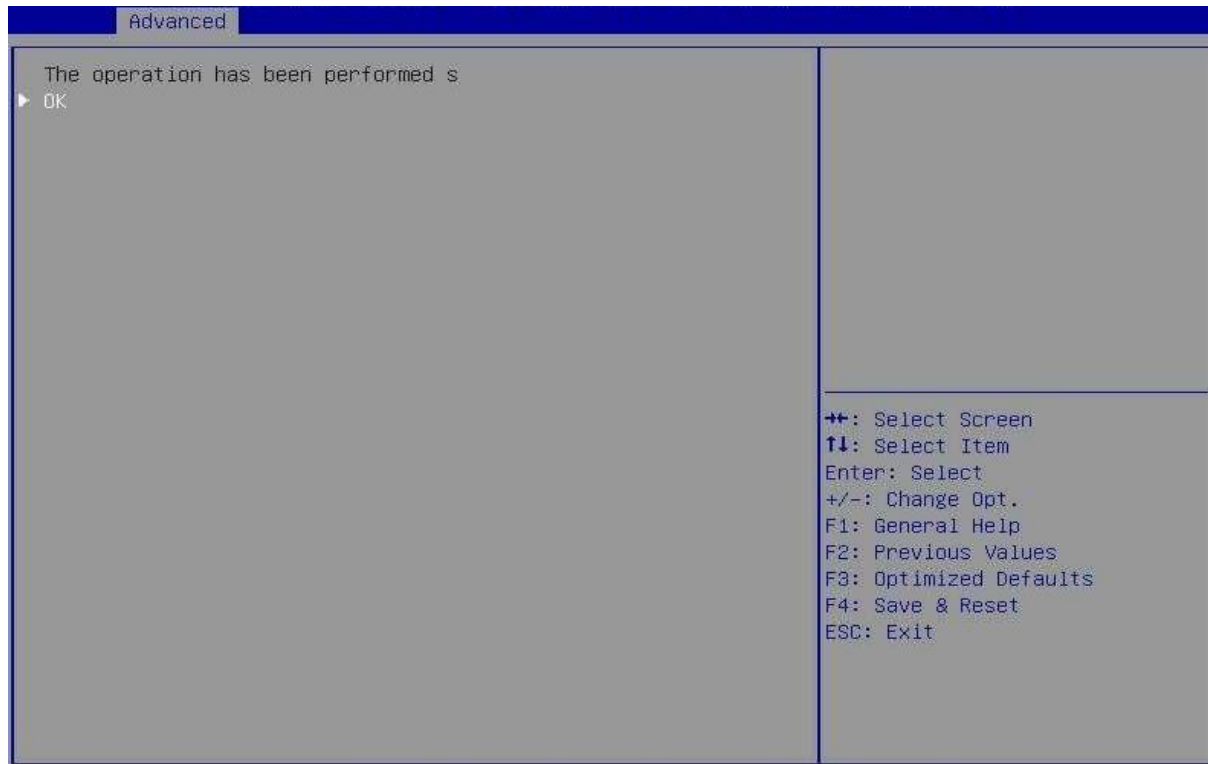 Advanced
The operation has been performed s
OK
→←: Select Screen
↑↓: Select Item
Enter: Select
+/-: Change Opt.
F1: General Help
F2: Previous Values
F3: Optimized Defaults
F4: Save & Reset
ESC: Exit